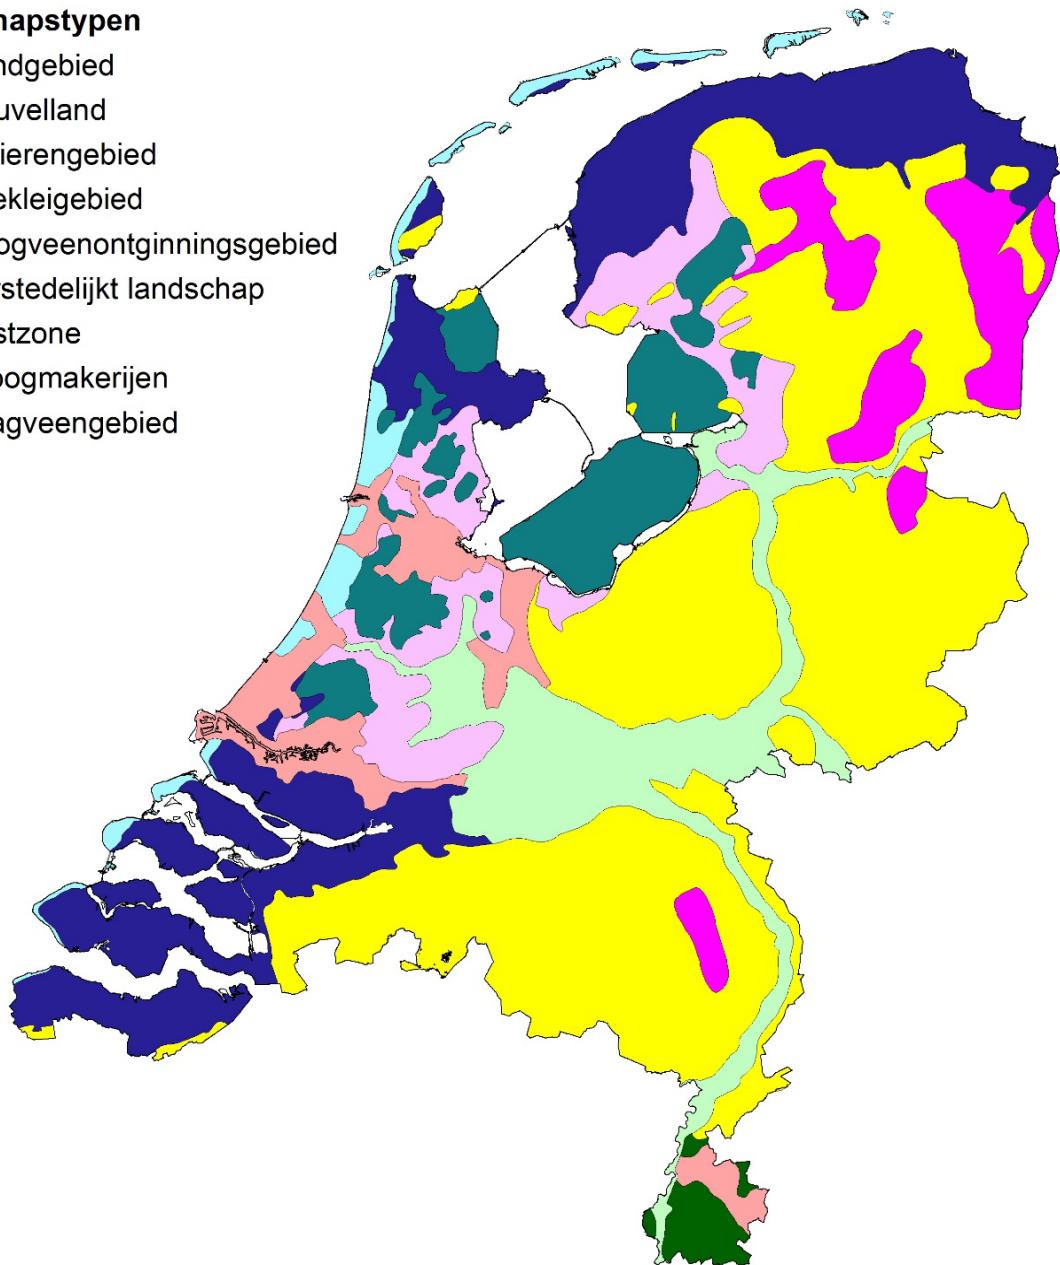 hapstypen
ndgebied
uvelland
ierengebied
ekleigebied
ogveenontginningsgebied
rstedelijkt landschap
stzone
oogmakerijen
agveengebied